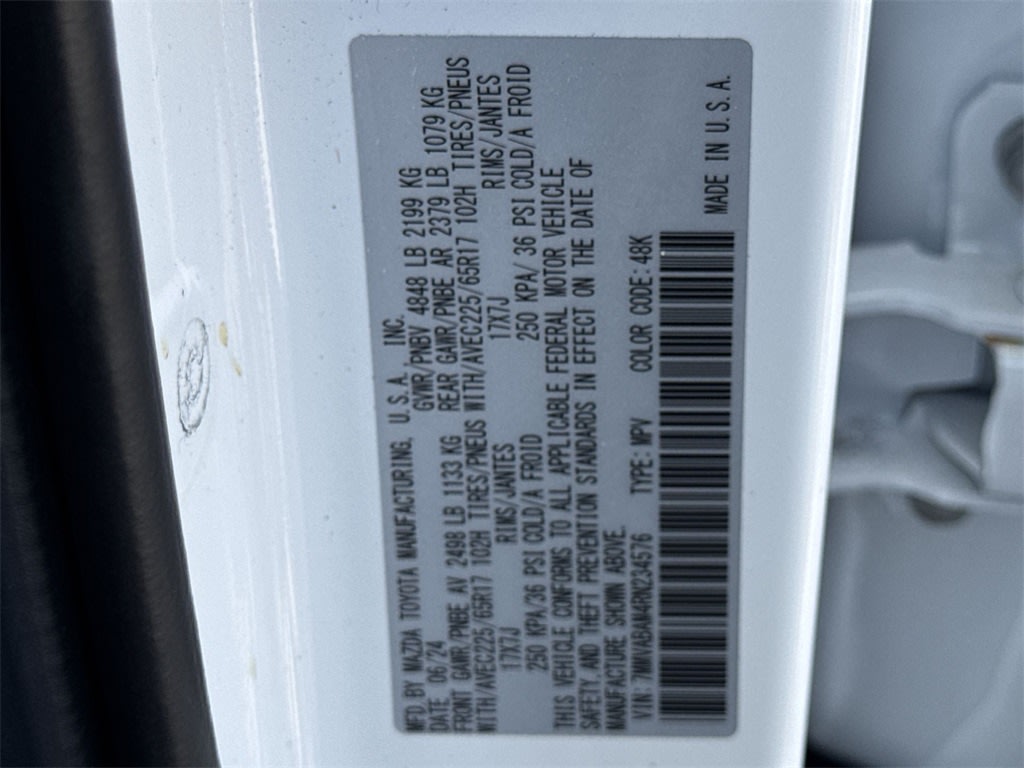 MFD. BY MAZDA TOYOTA MANUFACTURING, U.S.A. INC.
DATE 06/24 GVWR/PNBV 4848 LB 2199 KG
FRONT GAWR/PNBE AV 2498 LB 1133 KG REAR GAWR/PNBE AR 2379 LB 1079 KG
WITH/AVEC225/65R17 102H TIRES/PNEUS WITH/AVEC225/65R17 102H TIRES/PNEUS
17X7J RIMS/JANTES 17X7J RIMS/JANTES
250 KPA/36 PSI COLD/A FROID 250 KPA/ 36 PSI COLD/A FROID
THIS VEHICLE CONFORMS TO ALL APPLICABLE FEDERAL MOTOR VEHICLE
SAFETY, AND THEFT PREVENTION STANDARDS IN EFFECT ON THE DATE OF
MANUFACTURE SHOWN ABOVE.
VIN: 7MMVABAM4RN234576 TYPE: MPV COLOR CODE: 48K
MADE IN U.S.A.